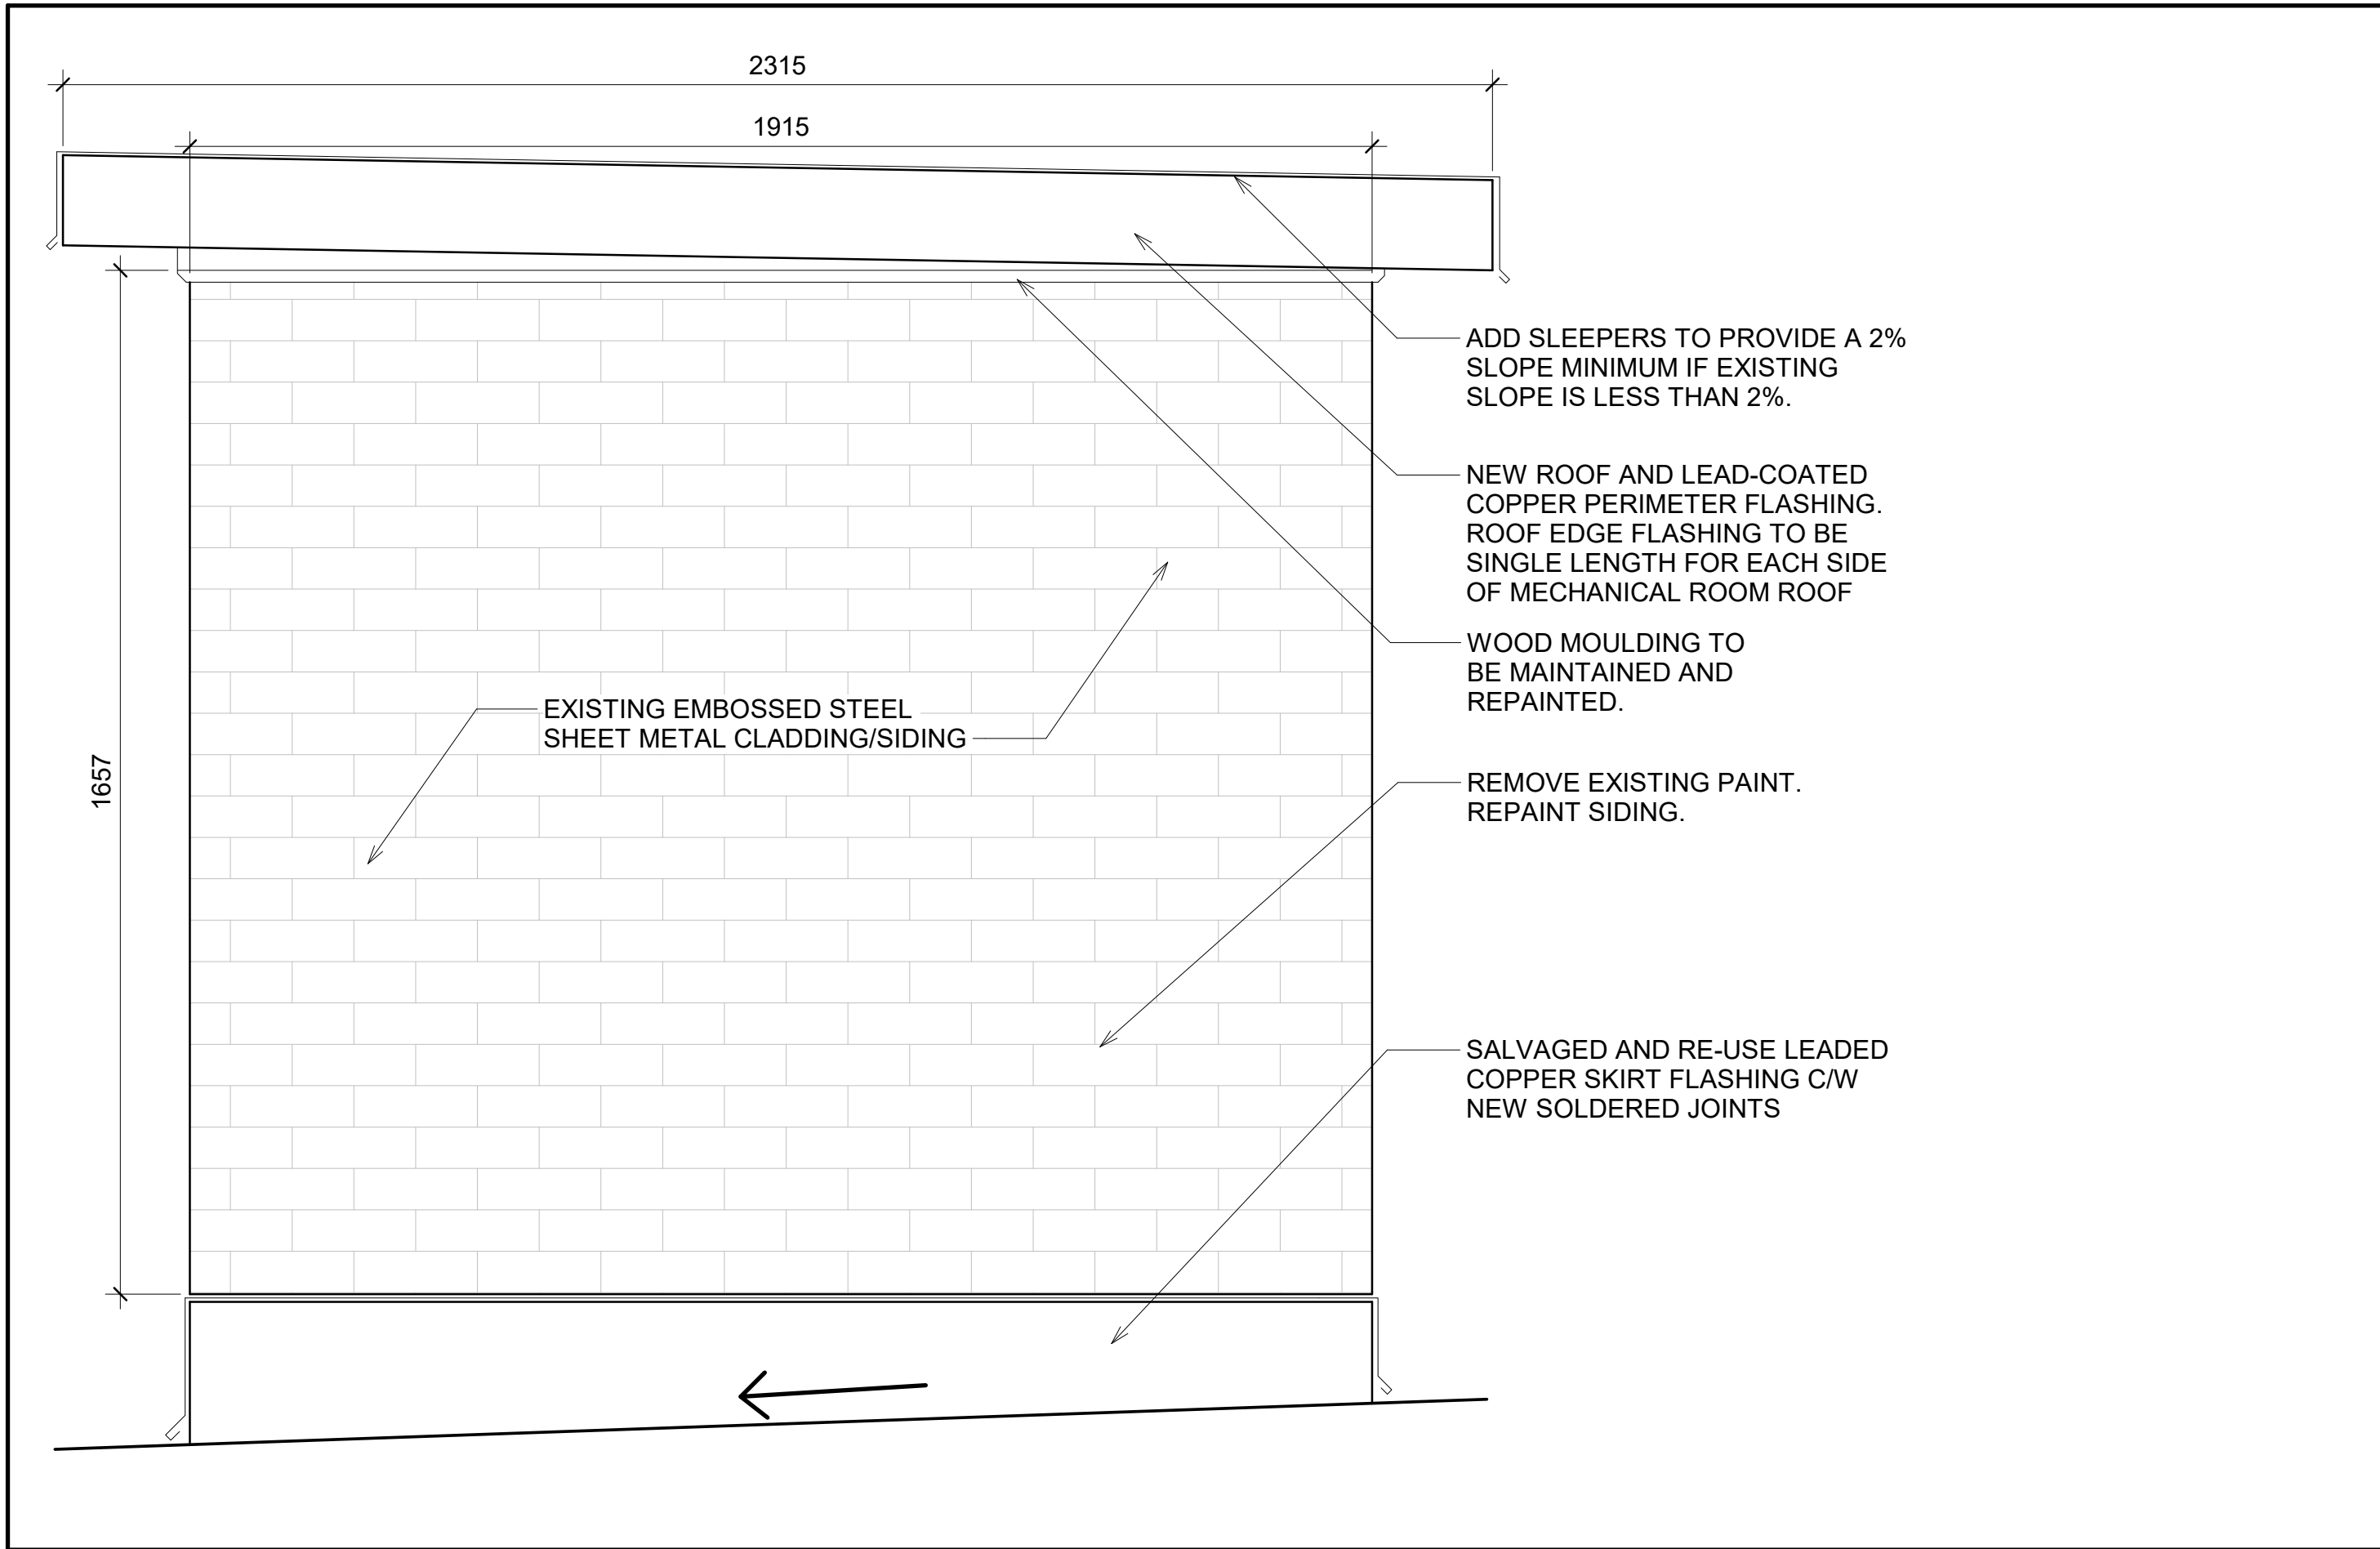 2315
1915
ADD SLEEPERS TO PROVIDE A 2%
SLOPE MINIMUM IF EXISTING
SLOPE IS LESS THAN 2%.
NEW ROOF AND LEAD-COATED
COPPER PERIMETER FLASHING.
ROOF EDGE FLASHING TO BE
SINGLE LENGTH FOR EACH SIDE
OF MECHANICAL ROOM ROOF
WOOD MOULDING TO
BE MAINTAINED AND
REPAINTED.
EXISTING EMBOSSED STEEL
SHEET METAL CLADDING/SIDING
1657
REMOVE EXISTING PAINT.
REPAINT SIDING.
SALVAGED AND RE-USE LEADED
COPPER SKIRT FLASHING C/W
NEW SOLDERED JOINTS